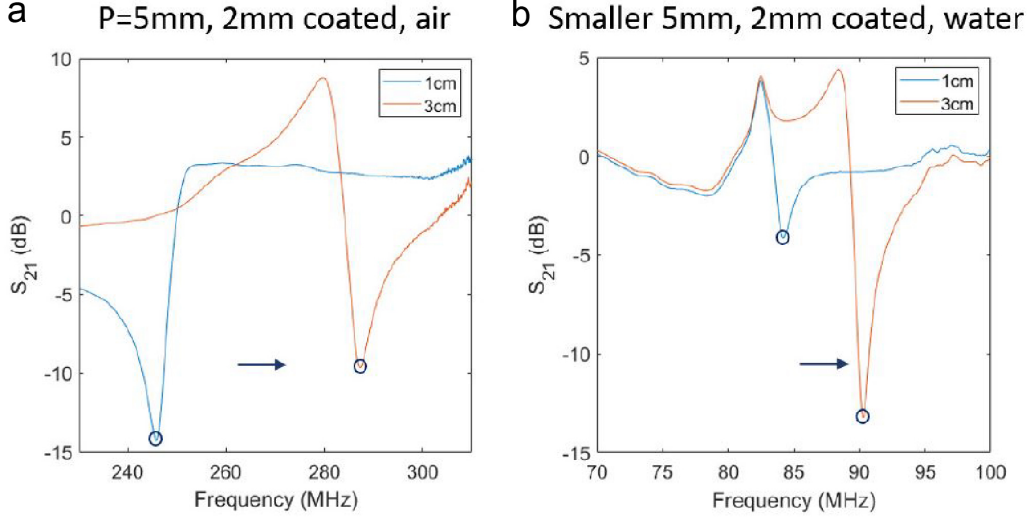 a
P=5mm, 2mm coated, air
10
5
0
-5
-10
-15
S21 (dB)
240
260
280
300
Frequency (MHz)
1cm
3cm
b
Smaller 5mm, 2mm coated, water
5
0
-5
-10
-15
S21 (dB)
70
75
80
85
90
95
100
Frequency (MHz)
1cm
3cm